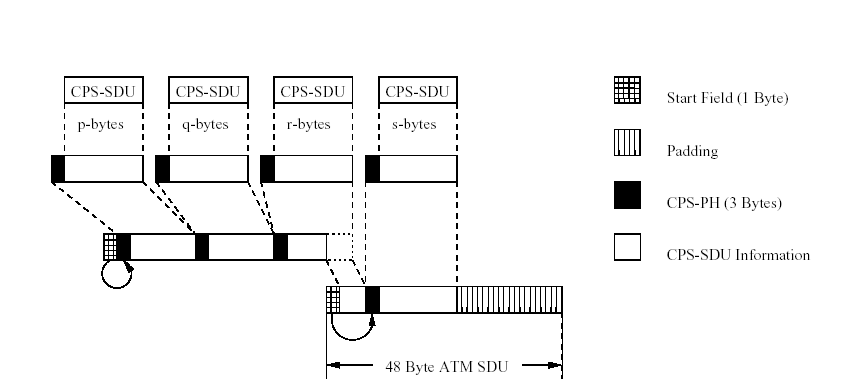 CPS-SDU CPS-SDU CPS-SDU CPS-SDU
p-bytes q-bytes r-bytes s-bytes
Start Field (1 Byte)
Padding
CPS-PH (3 Bytes)
CPS-SDU Information
48 Byte ATM SDU